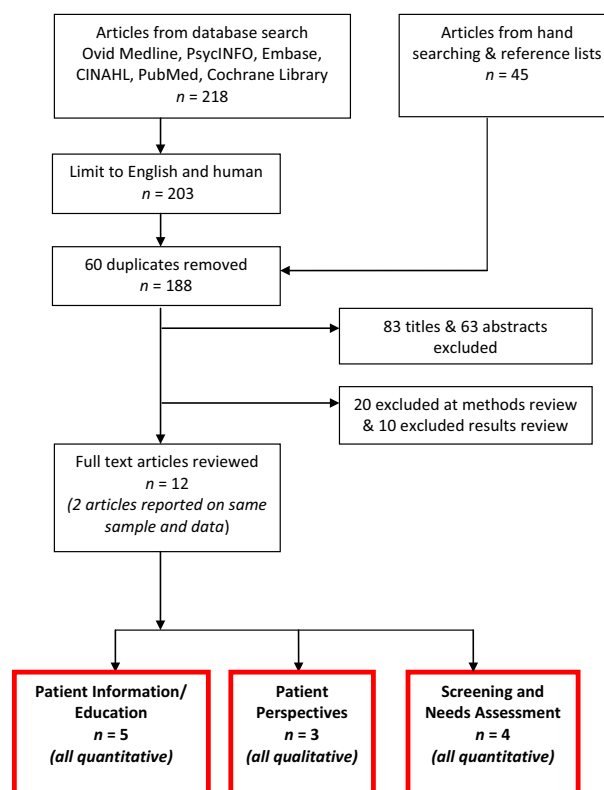 Articles from database search
Ovid Medline, PsycINFO, Embase,
CINAHL, PubMed, Cochrane Library
n = 218
Articles from hand
searching & reference lists
n = 45
Limit to English and human
n = 203
60 duplicates removed
n = 188
83 titles & 63 abstracts
excluded
20 excluded at methods review
& 10 excluded results review
Full text articles reviewed
n = 12
(2 articles reported on same
sample and data)
Patient Information/
Education
n = 5
(all quantitative)
Patient
Perspectives
n = 3
(all qualitative)
Screening and
Needs Assessment
n = 4
(all quantitative)